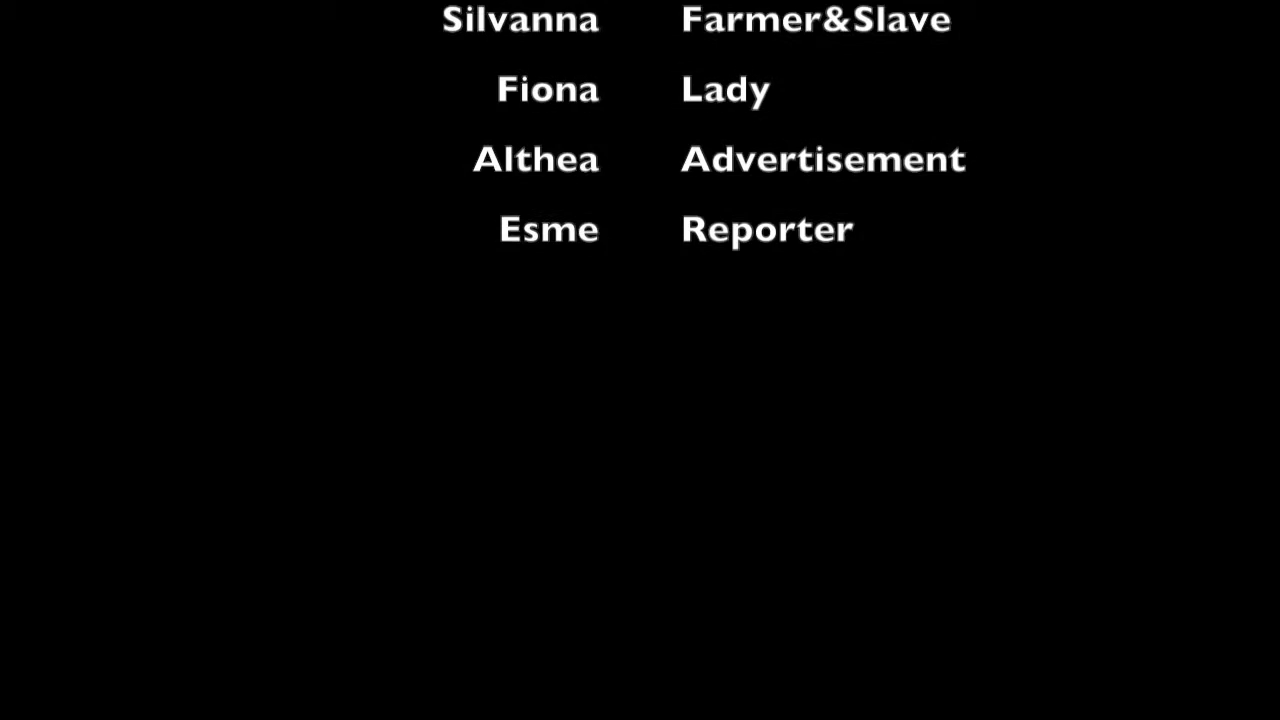 Silvanna Farmer&Slave
Fiona Lady
Althea Advertisement
Esme Reporter